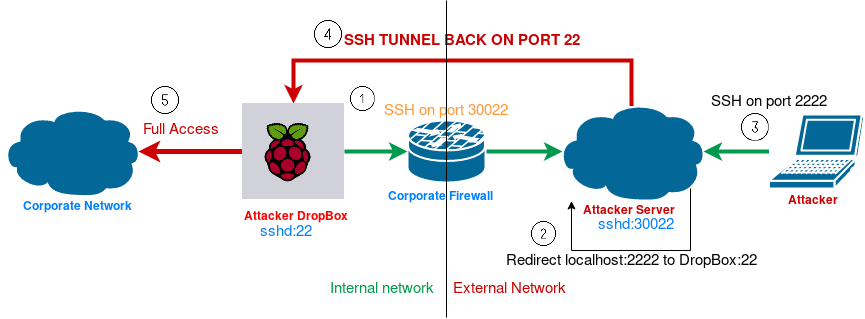 4
SSH TUNNEL BACK ON PORT 22
5
Full Access
1
SSH on port 30022
SSH on port 2222
3
Corporate Network
Corporate Firewall
Attacker
Attacker DropBox
sshd:22
Attacker Server
sshd:30022
2
Redirect localhost:2222 to DropBox:22
Internal network
External Network